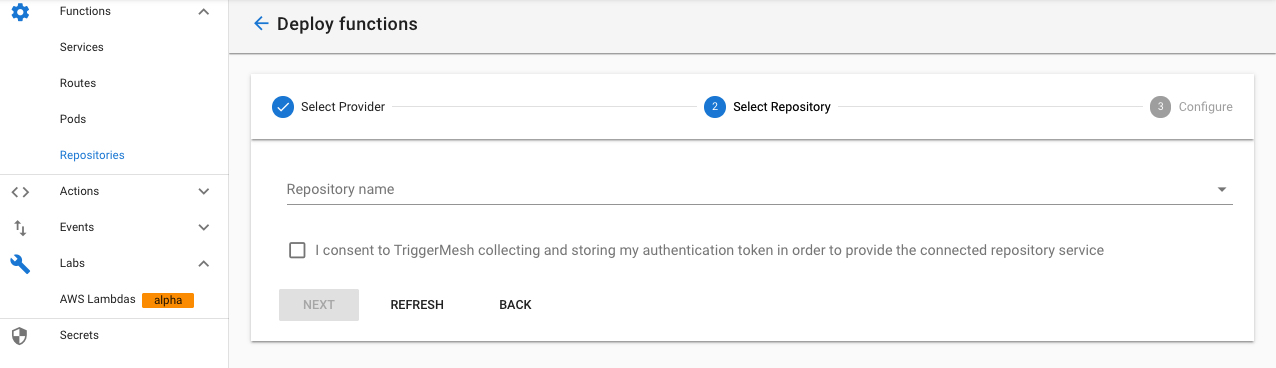 Functions
Services
Routes
Pods
Repositories
Actions
Events
Labs
AWS Lambdas alpha
Secrets
Deploy functions
Select Provider 2 Select Repository 3 Configure
Repository name
I consent to TriggerMesh collecting and storing my authentication token in order to provide the connected repository service
NEXT REFRESH BACK